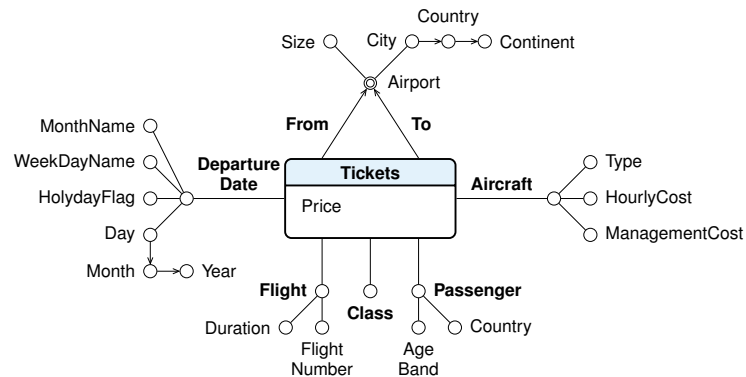 Country
Size
City
Continent
Airport
MonthName
From
To
WeekDayName
Departure
Date
Tickets
Aircraft
Type
HolydayFlag
Price
HourlyCost
Day
ManagementCost
Month
Year
Flight
Class
Passenger
Duration
Flight
Number
Age
Band
Country